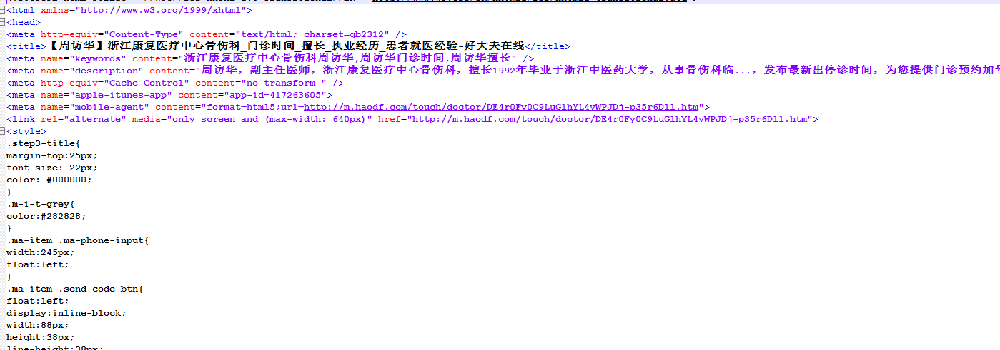 <html xmlns="http://www.w3.org/1999/xhtml">
<head>
<meta http-equiv="Content-Type" content="text/html; charset=gb2312" />
<title>【周访华】浙江康复医疗中心骨伤科_门诊时间_擅长_执业经历_患者就医经验-好大夫在线</title>
<meta name="keywords" content="浙江康复医疗中心骨伤科周访华,周访华门诊时间,周访华擅长" />
<meta name="description" content="周访华，副主任医师，浙江康复医疗中心骨伤科，擅长1992年毕业于浙江中医药大学，从事骨伤科临...，发布最新出停诊时间，为您提供门诊预约加号
<meta http-equiv="Cache-Control" content="no-transform " />
<meta name="apple-itunes-app" content="app-id=417263605">
<meta name="mobile-agent" content="format=html5;url=http://m.haodf.com/touch/doctor/DE4r0Fy0C9LuGlhYL4vWPJDj-p35r6Dll.htm">
<link rel="alternate" media="only screen and (max-width: 640px)" href="http://m.haodf.com/touch/doctor/DE4r0Fy0C9LuGlhYL4vWPJDj-p35r6Dll.htm">
<style>
.step3-title{
margin-top:25px;
font-size: 22px;
color: #000000;
}
.m-i-t-grey{
color:#282828;
}
.ma-item .ma-phone-input{
width:245px;
float:left;
}
.ma-item .send-code-btn{
float:left;
display:inline-block;
width:88px;
height:38px;
line-height:38px;